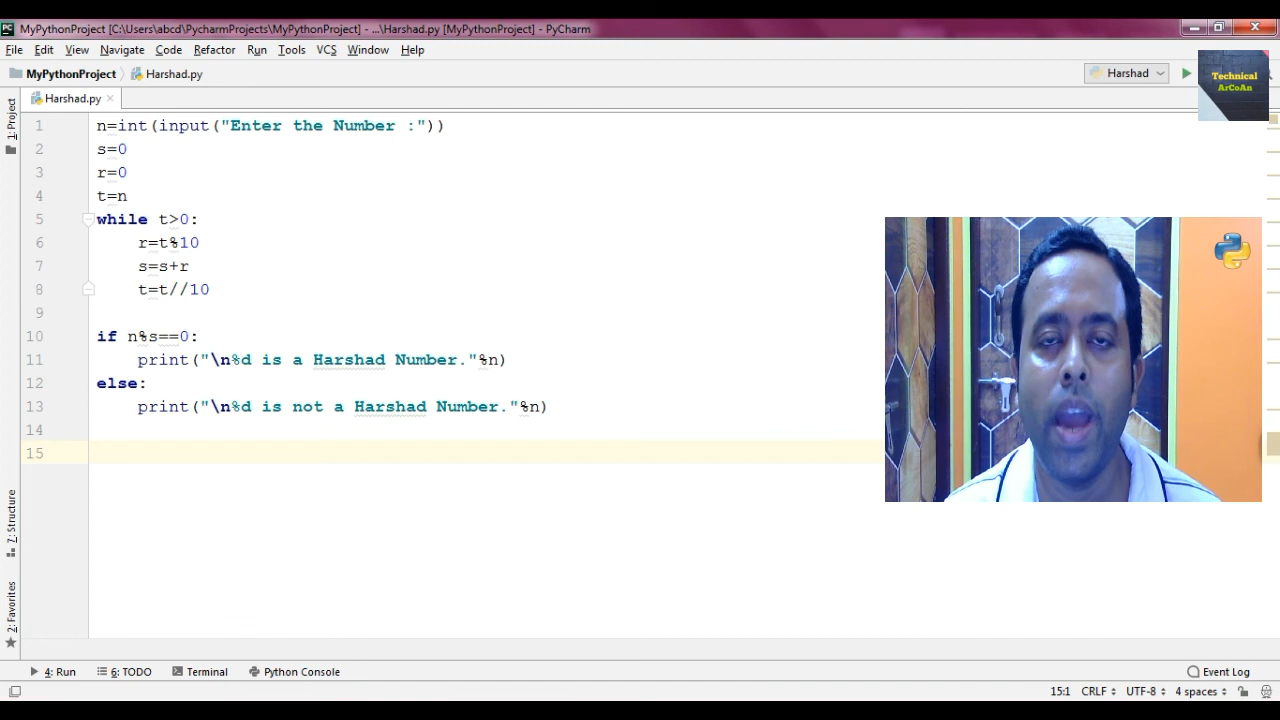 MyPythonProject [C:\Users\abcd\PycharmProjects\MyPythonProject] - ...\Harshad.py [MyPythonProject] - PyCharm
File Edit View Navigate Code Refactor Run Tools VCS Window Help
MyPythonProject Harshad.py Harshad
Technical
ArCoAn
Harshad.py
1: Project
1 n=int(input("Enter the Number :"))
2 s=0
3 r=0
4 t=n
5 while t>0:
6 r=t%10
7 s=s+r
8 t=t//10
9
10 if n%s==0:
11 print("\n%d is a Harshad Number."%n)
12 else:
13 print("\n%d is not a Harshad Number."%n)
14
15
7: Structure
2: Favorites
4: Run 6: TODO Terminal Python Console Event Log
15:1 CRLF UTF-8 4 spaces